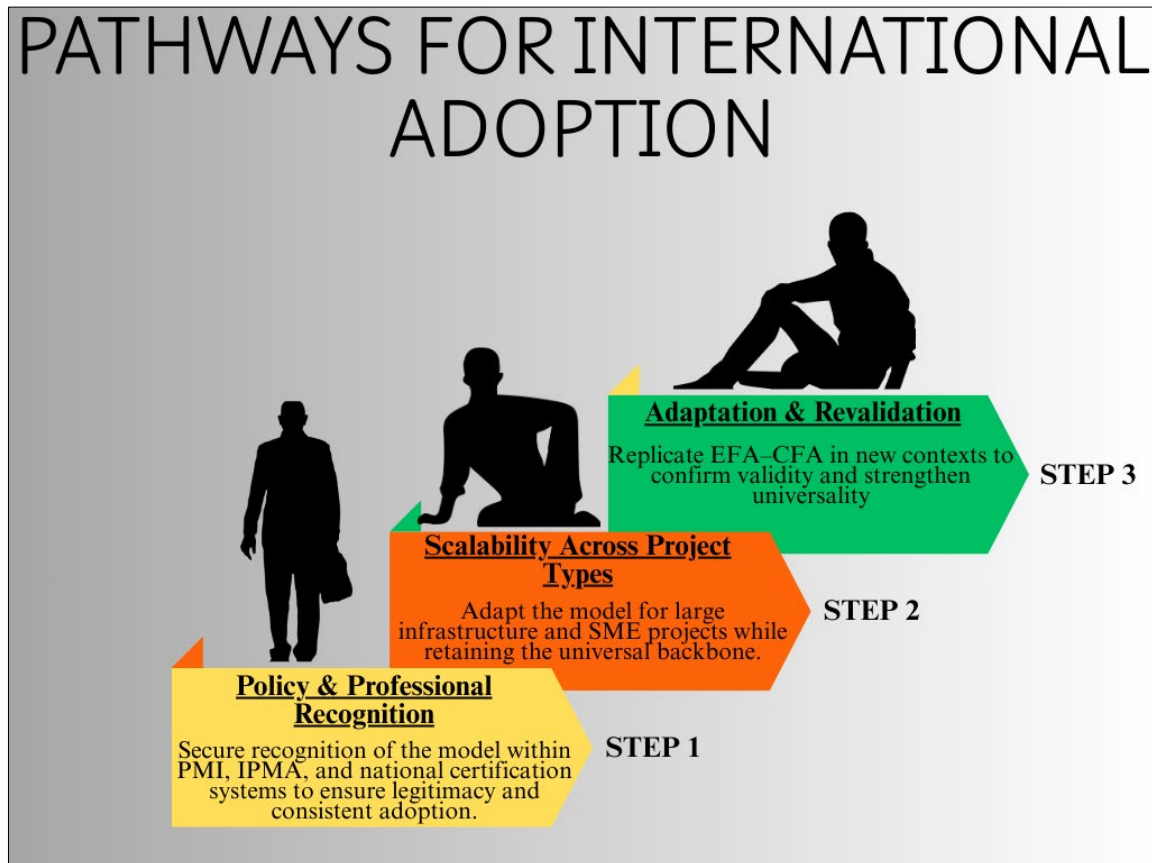 PATHWAYS FOR INTERNATIONAL
ADOPTION
Adaptation & Revalidation
Replicate EFA–CFA in new contexts to
confirm validity and strengthen
universality
STEP 3
Scalability Across Project
Types
Adapt the model for large
infrastructure and SME projects while
retaining the universal backbone.
STEP 2
Policy & Professional
Recognition
Secure recognition of the model within
PMI, IPMA, and national certification
systems to ensure legitimacy and
consistent adoption.
STEP 1